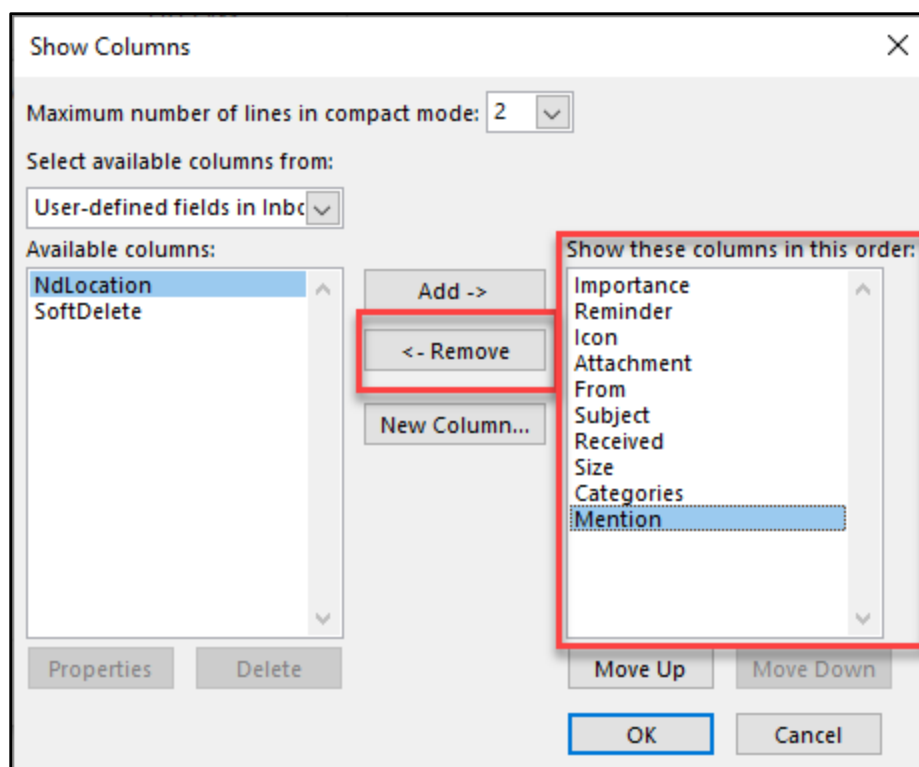 Show Columns
Maximum number of lines in compact mode: 2
Select available columns from:
User-defined fields in Inbo
Available columns:
NdLocation
SoftDelete
Add ->
<- Remove
New Column...
Show these columns in this order:
Importance
Reminder
Icon
Attachment
From
Subject
Received
Size
Categories
Mention
Properties
Delete
Move Up
Move Down
OK
Cancel